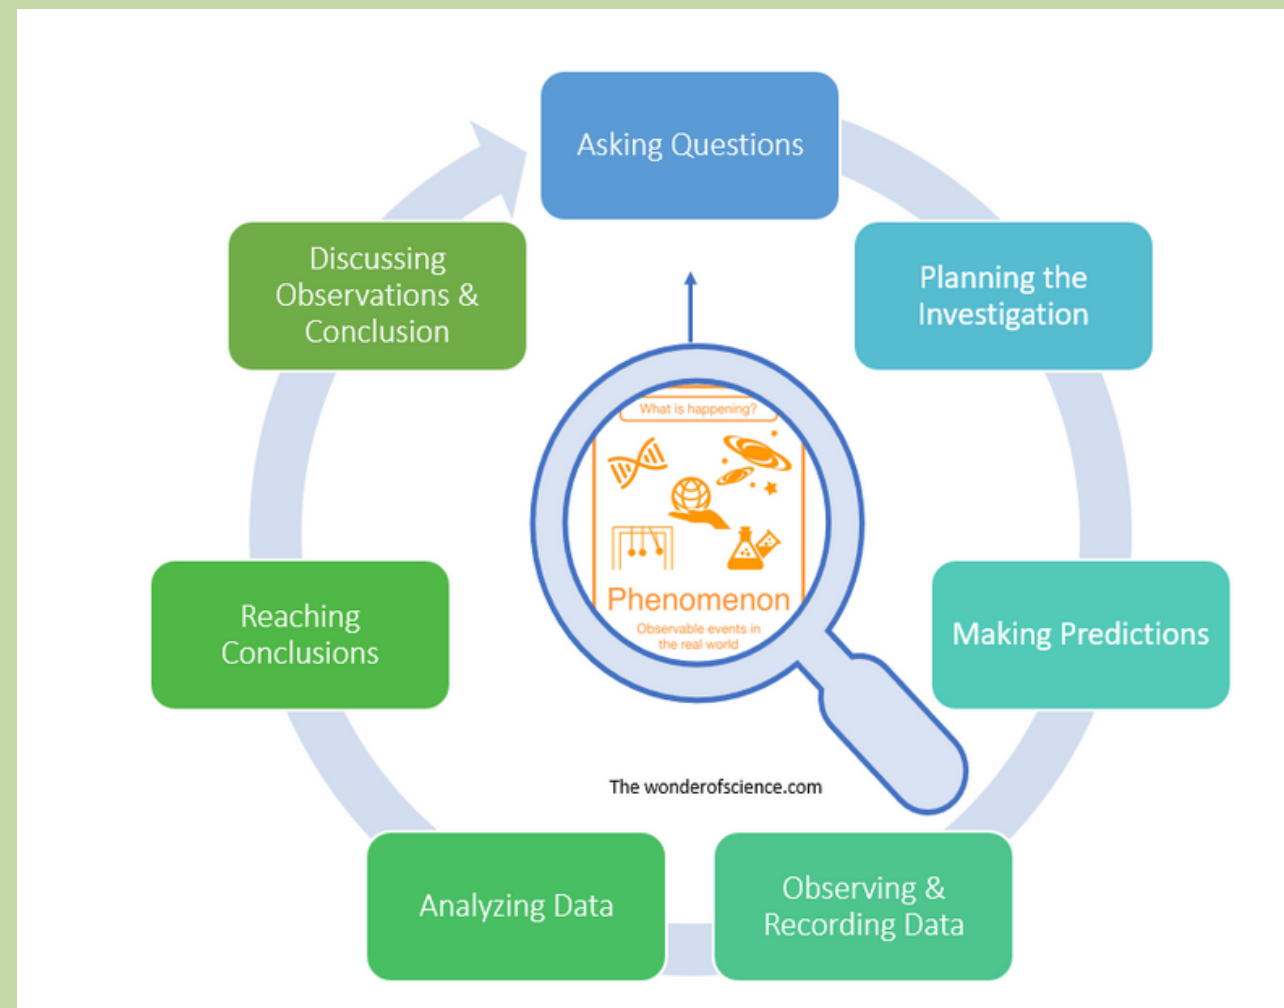 Asking Questions
Planning the
Investigation
Making Predictions
Observing &
Recording Data
Analyzing Data
Reaching
Conclusions
Discussing
Observations &
Conclusion
What is happening?
Phenomenon
Observable events in
the real world
The wonderofscience.com